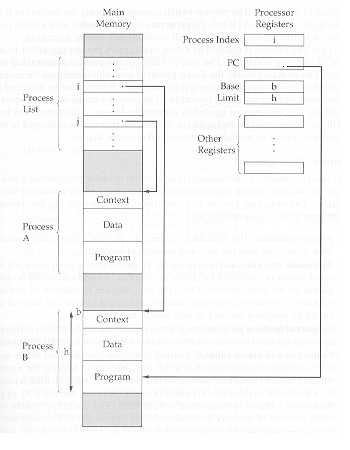 Main
Memory
Processor
Registers
Process Index
i
PC
Base
b
Limit
h
Other
Registers
i
Process
List
j
Process
A
Context
Data
Program
b
Process
B
h
Context
Data
Program